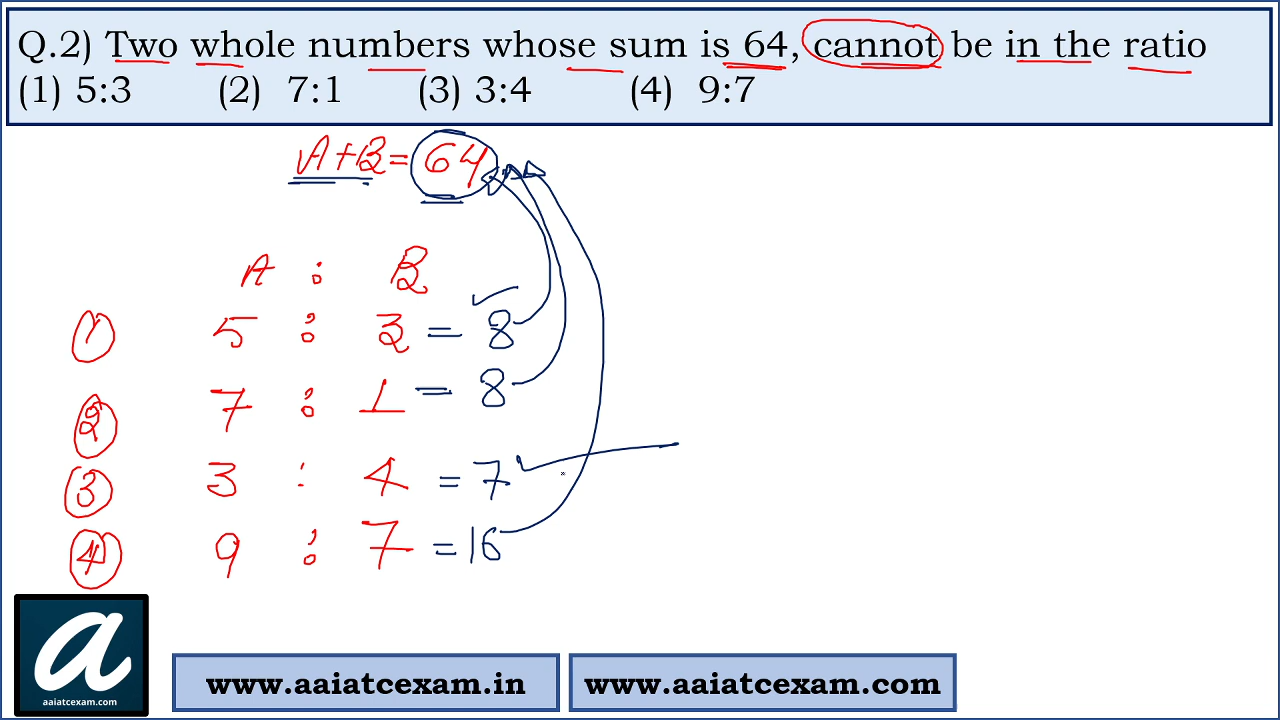 Q.2) Two whole numbers whose sum is 64, cannot be in the ratio
(1) 5:3 (2) 7:1 (3) 3:4 (4) 9:7
A+B= 64
A : B
1 5 : 3 = 8
2 7 : 1 = 8
3 3 : 4 = 7
4 9 : 7 = 16
a
aaiatcexam.com
www.aaiatcexam.in www.aaiatcexam.com